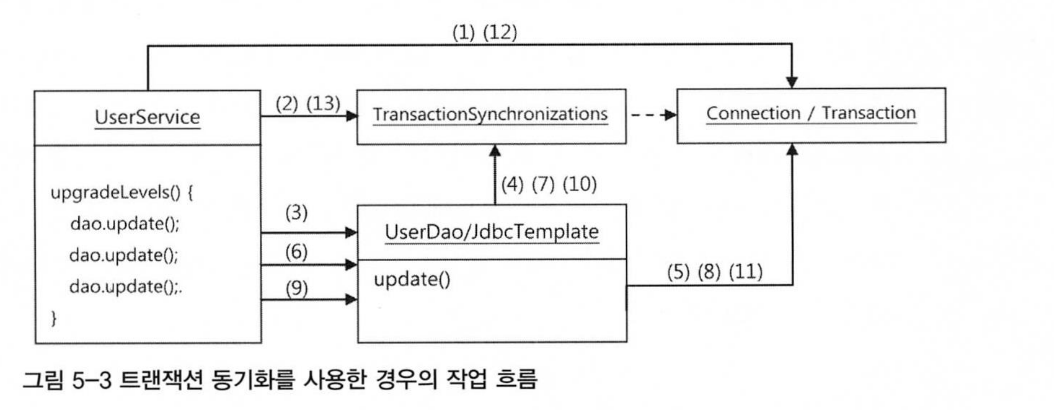 (1) (12)
UserService
(2) (13)
TransactionSynchronizations
Connection / Transaction
(4) (7) (10)
upgradeLevels() {
dao.update();
dao.update();
dao.update();.
}
(3)
(6)
(9)
UserDao/JdbcTemplate
update()
(5) (8) (11)
그림 5-3 트랜잭션 동기화를 사용한 경우의 작업 흐름